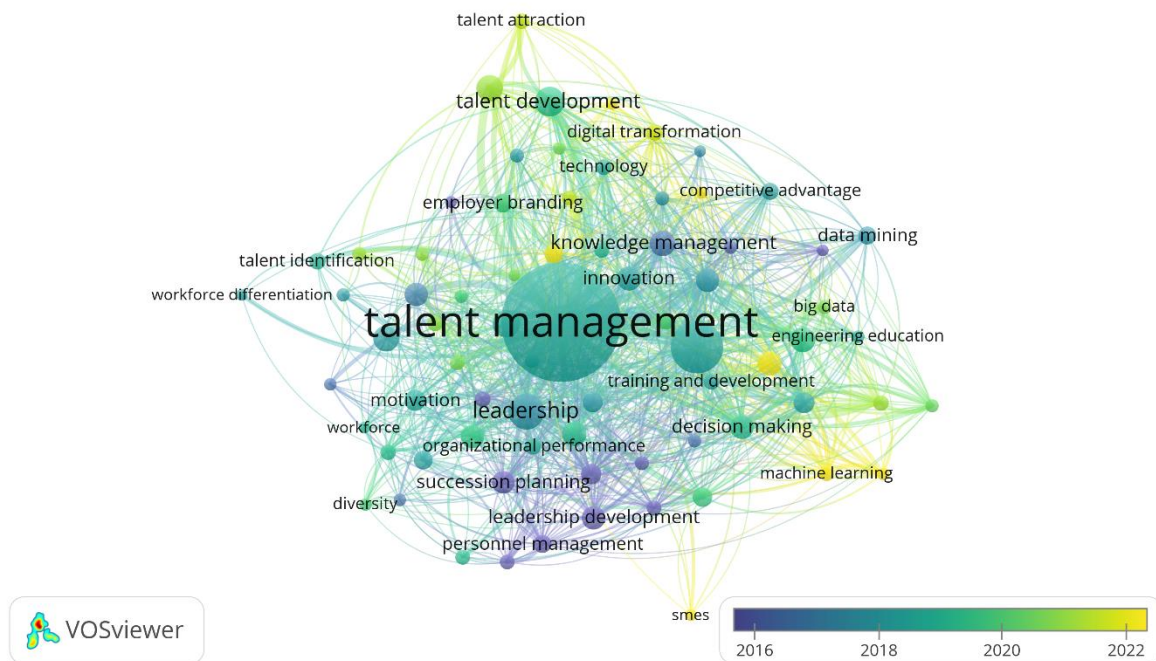 talent attraction
talent development
digital transformation
technology
competitive advantage
employer branding
data mining
knowledge management
talent identification
innovation
workforce differentiation
big data
talent management
engineering education
training and development
motivation
leadership
workforce
decision making
organizational performance
machine learning
succession planning
diversity
leadership development
personnel management
smes
VOSviewer
2016
2018
2020
2022